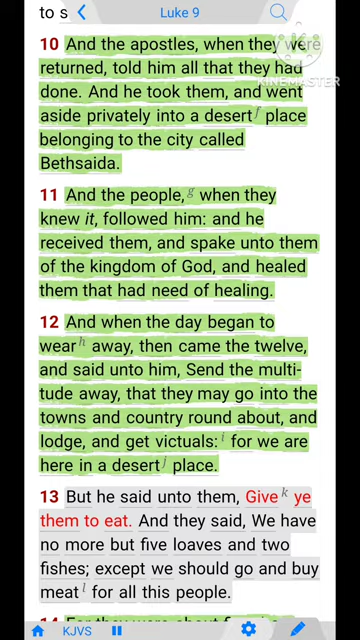 to s
Luke 9
10 And the apostles, when they were
returned, told him all that they had
done. And he took them, and went
aside privately into a desert f place
belonging to the city called
Bethsaida.
11 And the people, g when they
knew it, followed him: and he
received them, and spake unto them
of the kingdom of God, and healed
them that had need of healing.
12 And when the day began to
wear h away, then came the twelve,
and said unto him, Send the multi-
tude away, that they may go into the
towns and country round about, and
lodge, and get victuals: i for we are
here in a desert j place.
13 But he said unto them, Give k ye
them to eat. And they said, We have
no more but five loaves and two
fishes; except we should go and buy
meat l for all this people.
KINEMASTER
KJVS